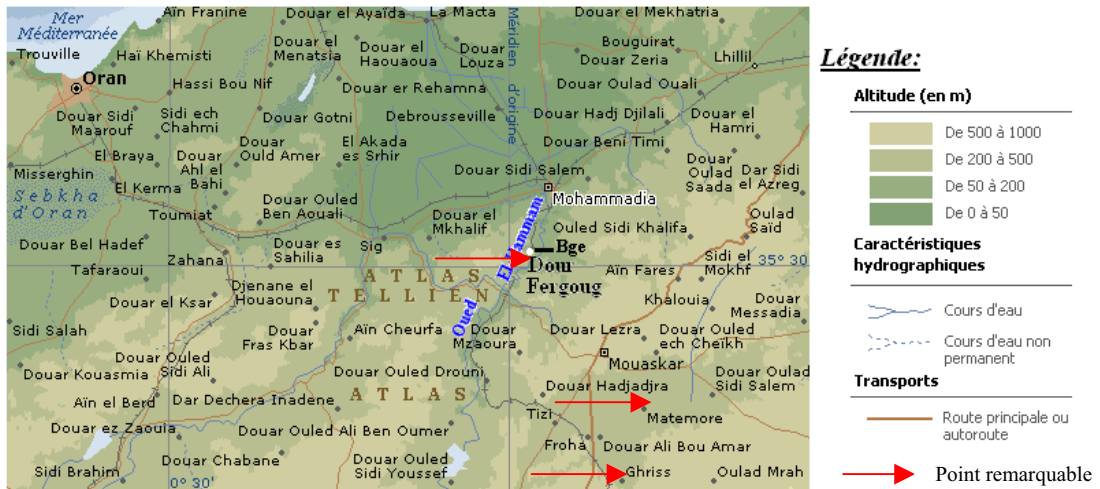 Mer
Méditerranée
Aïn Franine
Douar el Ayaïda
La Macta
Douar el Mekhatria
Trouville
Haï Khemisti
Douar el
Menatsia
Douar el
Haouaoua
Douar
Louza
Méridien d'origine
Bouguirat
Douar Zeria
Lhillil
Oran
Hassi Bou Nif
Douar er Rehamna
Douar Oulad Ouali
Douar Sidi
Maarouf
Sidi ech
Chahmi
Douar Gotni
Debrousseville
Douar Hadj Djilali
Douar el
Hamri
El Braya
Douar
Ahl el
Bahi
Douar
Ould Amer
El Akada
es Srhir
Douar Beni Timi
Misserghin
El Kerma
Douar Sidi Salem
Douar
Oulad
Saada
Dar Sidi
el Azreg
Sebkha
d'Oran
Toumiat
Douar Ouled
Ben Aouali
Mohammadia
Douar el
Mkhalif
Ouled Sidi Khalifa
Oulad
Saïd
Douar Bel Hadef
Zahana
Douar es
Sahilia
Sig
Oued El Hammam
Bge
Dour
Fergoug
Sidi el
Mokhf
35° 30
Tafaraoui
ATLAS
TELLIEN
Aïn Fares
Djenane el
Houaouna
Douar el Ksar
Khalouia
Douar
Messadia
Sidi Salah
Douar
Fras Kbar
Aïn Cheurfa
Douar
Mzaoura
Douar Lezra
Douar Ouled
ech Cheikh
Douar Ouled
Sidi Ali
Mouaskar
Douar Kouasmia
Douar Ouled Drouni
Douar Hadjadjra
Douar Oulad
Sidi Salem
Aïn el Berd
Dar Dechera Inadene
ATLAS
Tizi
Matemore
Douar ez Zaouia
Douar Ouled Ali Ben Oumer
Froha
Douar Ali Bou Amar
Sidi Brahim
Douar Chabane
Douar Ouled
Sidi Youssef
Ghriss
Oulad Mrah
0° 30'
Légende:
Altitude (en m)
De 500 à 1000
De 200 à 500
De 50 à 200
De 0 à 50
Caractéristiques
hydrographiques
Cours d'eau
Cours d'eau non
permanent
Transports
Route principale ou
autoroute
Point remarquable